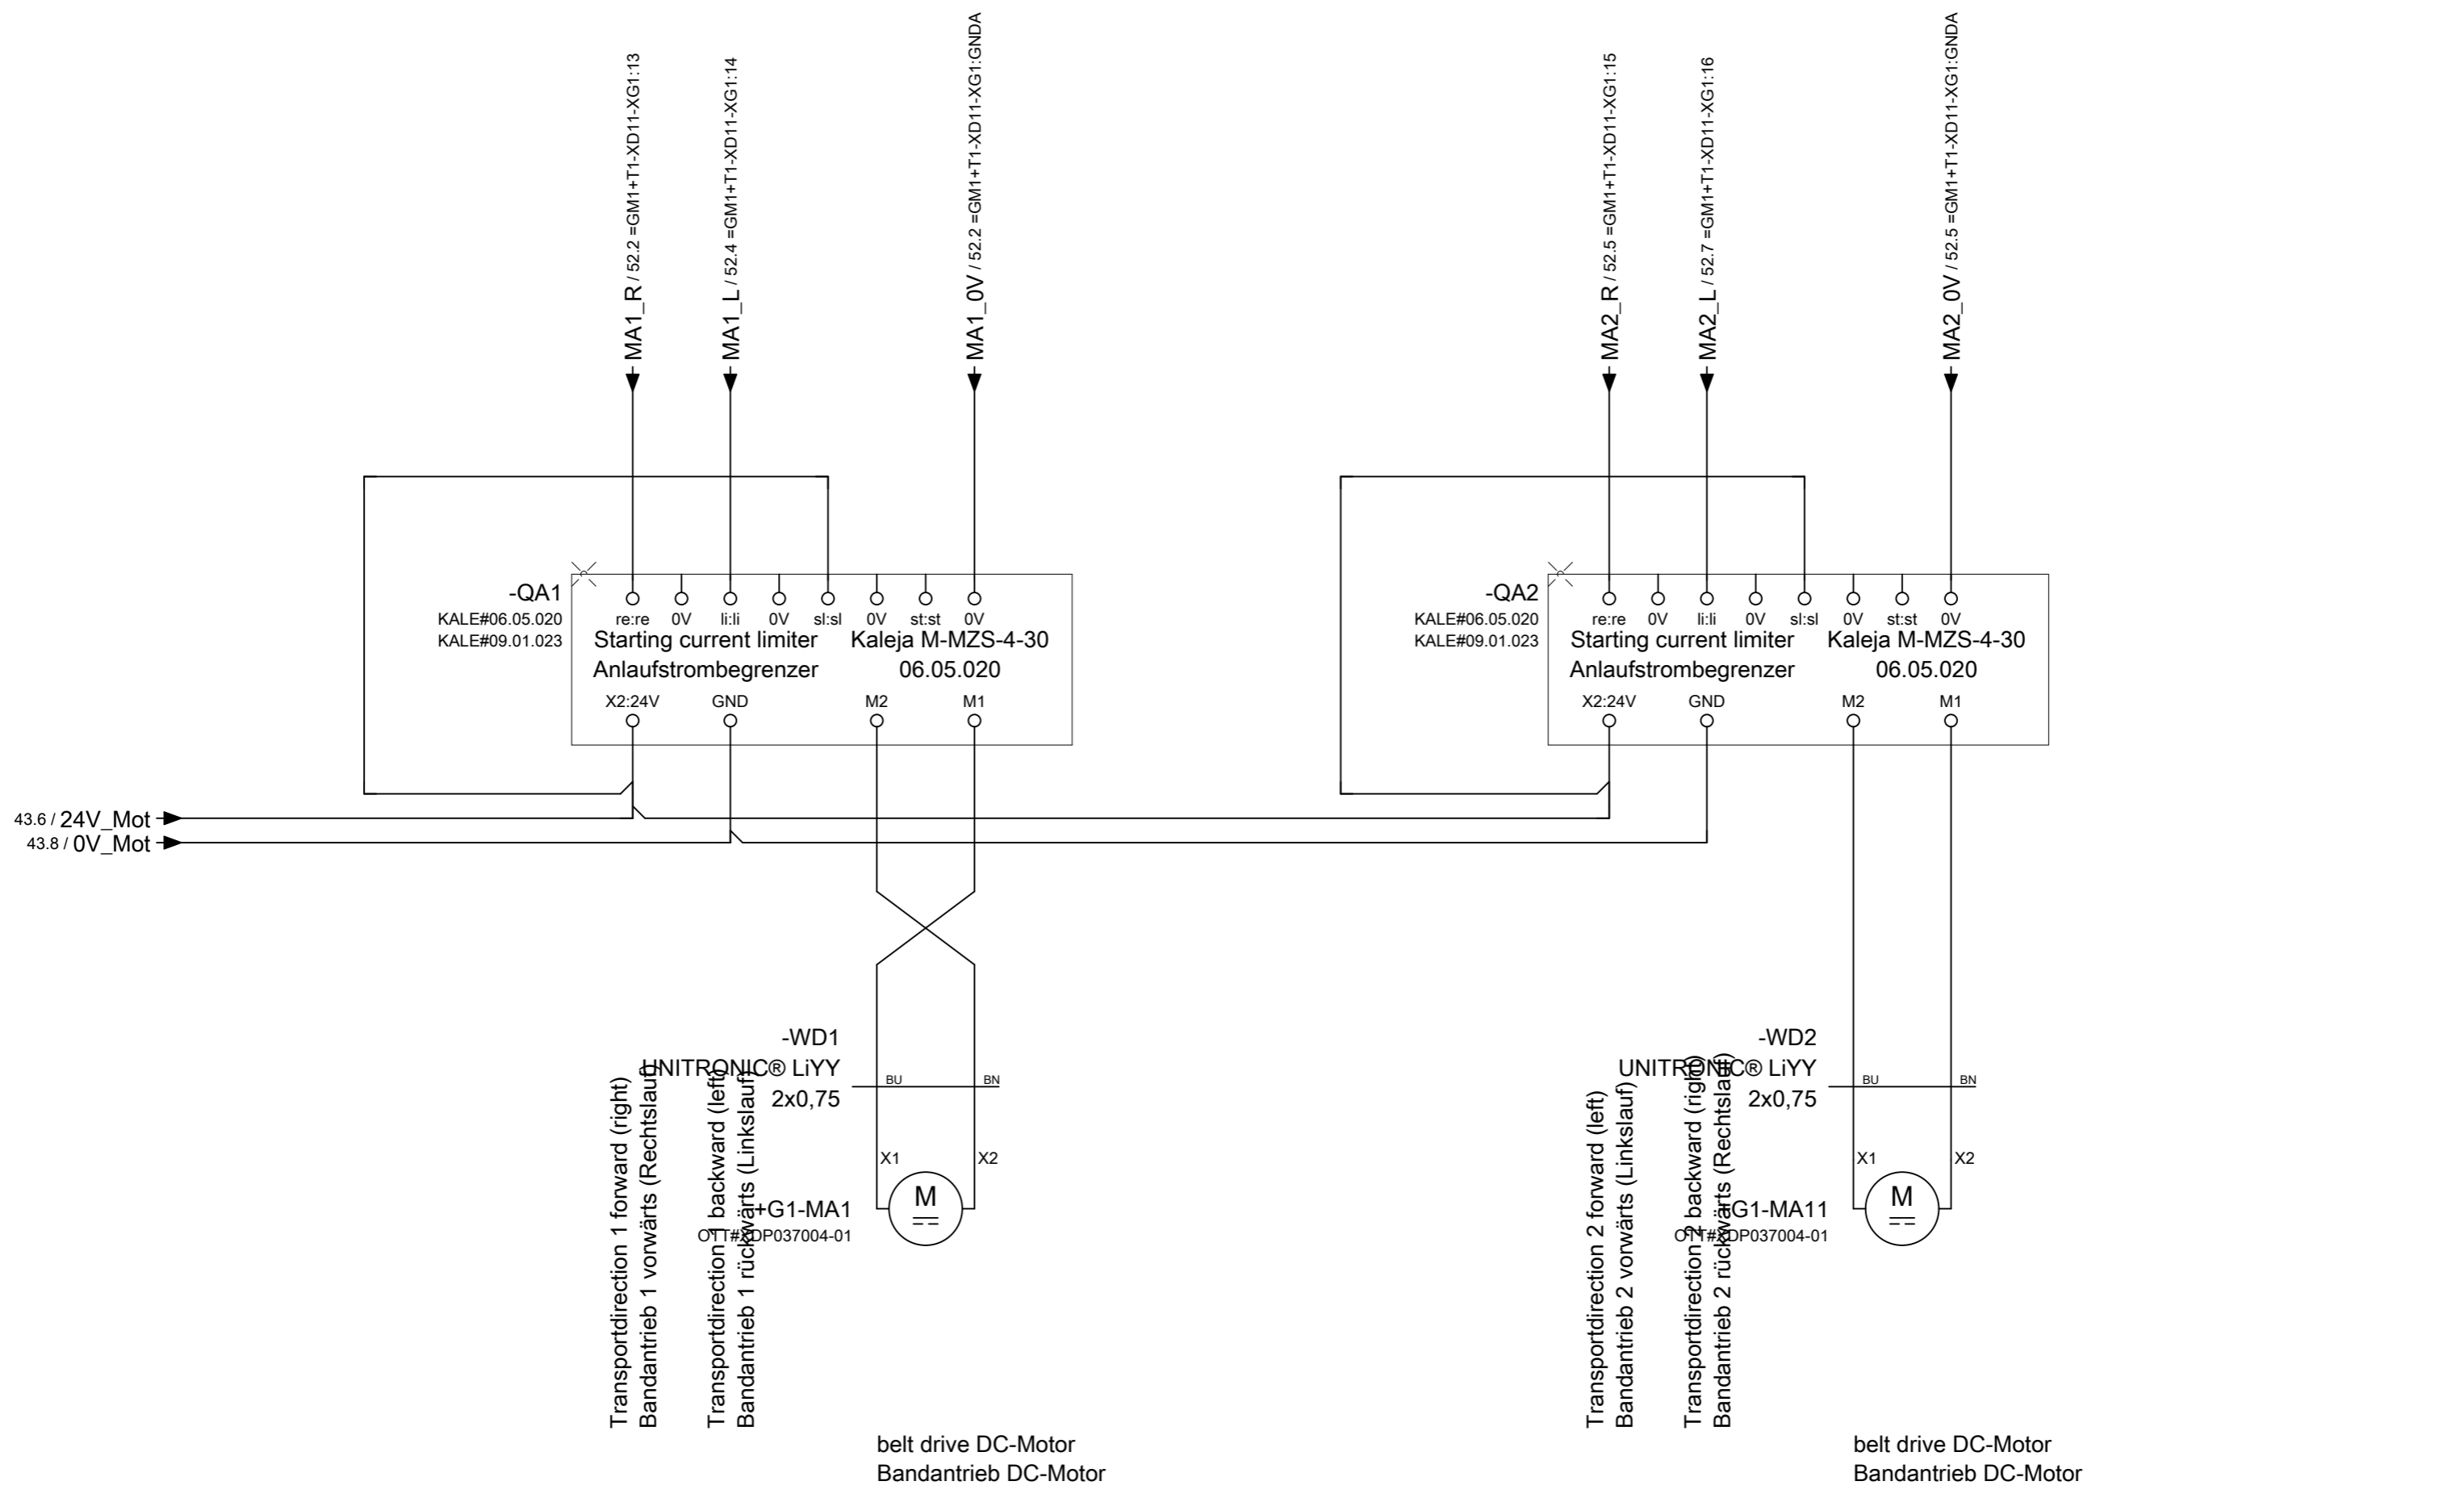 MA1_R / 52.2 =GM1+T1-XD11-XG1:13
MA1_L / 52.4 =GM1+T1-XD11-XG1:14
MA1_0V / 52.2 =GM1+T1-XD11-XG1:GNDA
MA2_R / 52.5 =GM1+T1-XD11-XG1:15
MA2_L / 52.7 =GM1+T1-XD11-XG1:16
MA2_0V / 52.5 =GM1+T1-XD11-XG1:GNDA
-QA1
KALE#06.05.020
KALE#09.01.023
re:re 0V li:li 0V sl:sl 0V st:st 0V
Starting current limiter Kaleja M-MZS-4-30
Anlaufstrombegrenzer 06.05.020
X2:24V GND M2 M1
-QA2
KALE#06.05.020
KALE#09.01.023
re:re 0V li:li 0V sl:sl 0V st:st 0V
Starting current limiter Kaleja M-MZS-4-30
Anlaufstrombegrenzer 06.05.020
X2:24V GND M2 M1
43.6 / 24V_Mot
43.8 / 0V_Mot
-WD1
UNITRONIC® LiYY
2x0,75
BU BN
X1 X2
M
+G1-MA1
OTT#XDP037004-01
Transportdirection 1 forward (right)
Bandantrieb 1 vorwärts (Rechtslauf)
Transportdirection 1 backward (left)
Bandantrieb 1 rückwärts (Linkslauf)
belt drive DC-Motor
Bandantrieb DC-Motor
-WD2
UNITRONIC® LiYY
2x0,75
BU BN
X1 X2
M
+G1-MA11
OTT#XDP037004-01
Transportdirection 2 forward (left)
Bandantrieb 2 vorwärts (Linkslauf)
Transportdirection 2 backward (right)
Bandantrieb 2 rückwärts (Rechtslauf)
belt drive DC-Motor
Bandantrieb DC-Motor